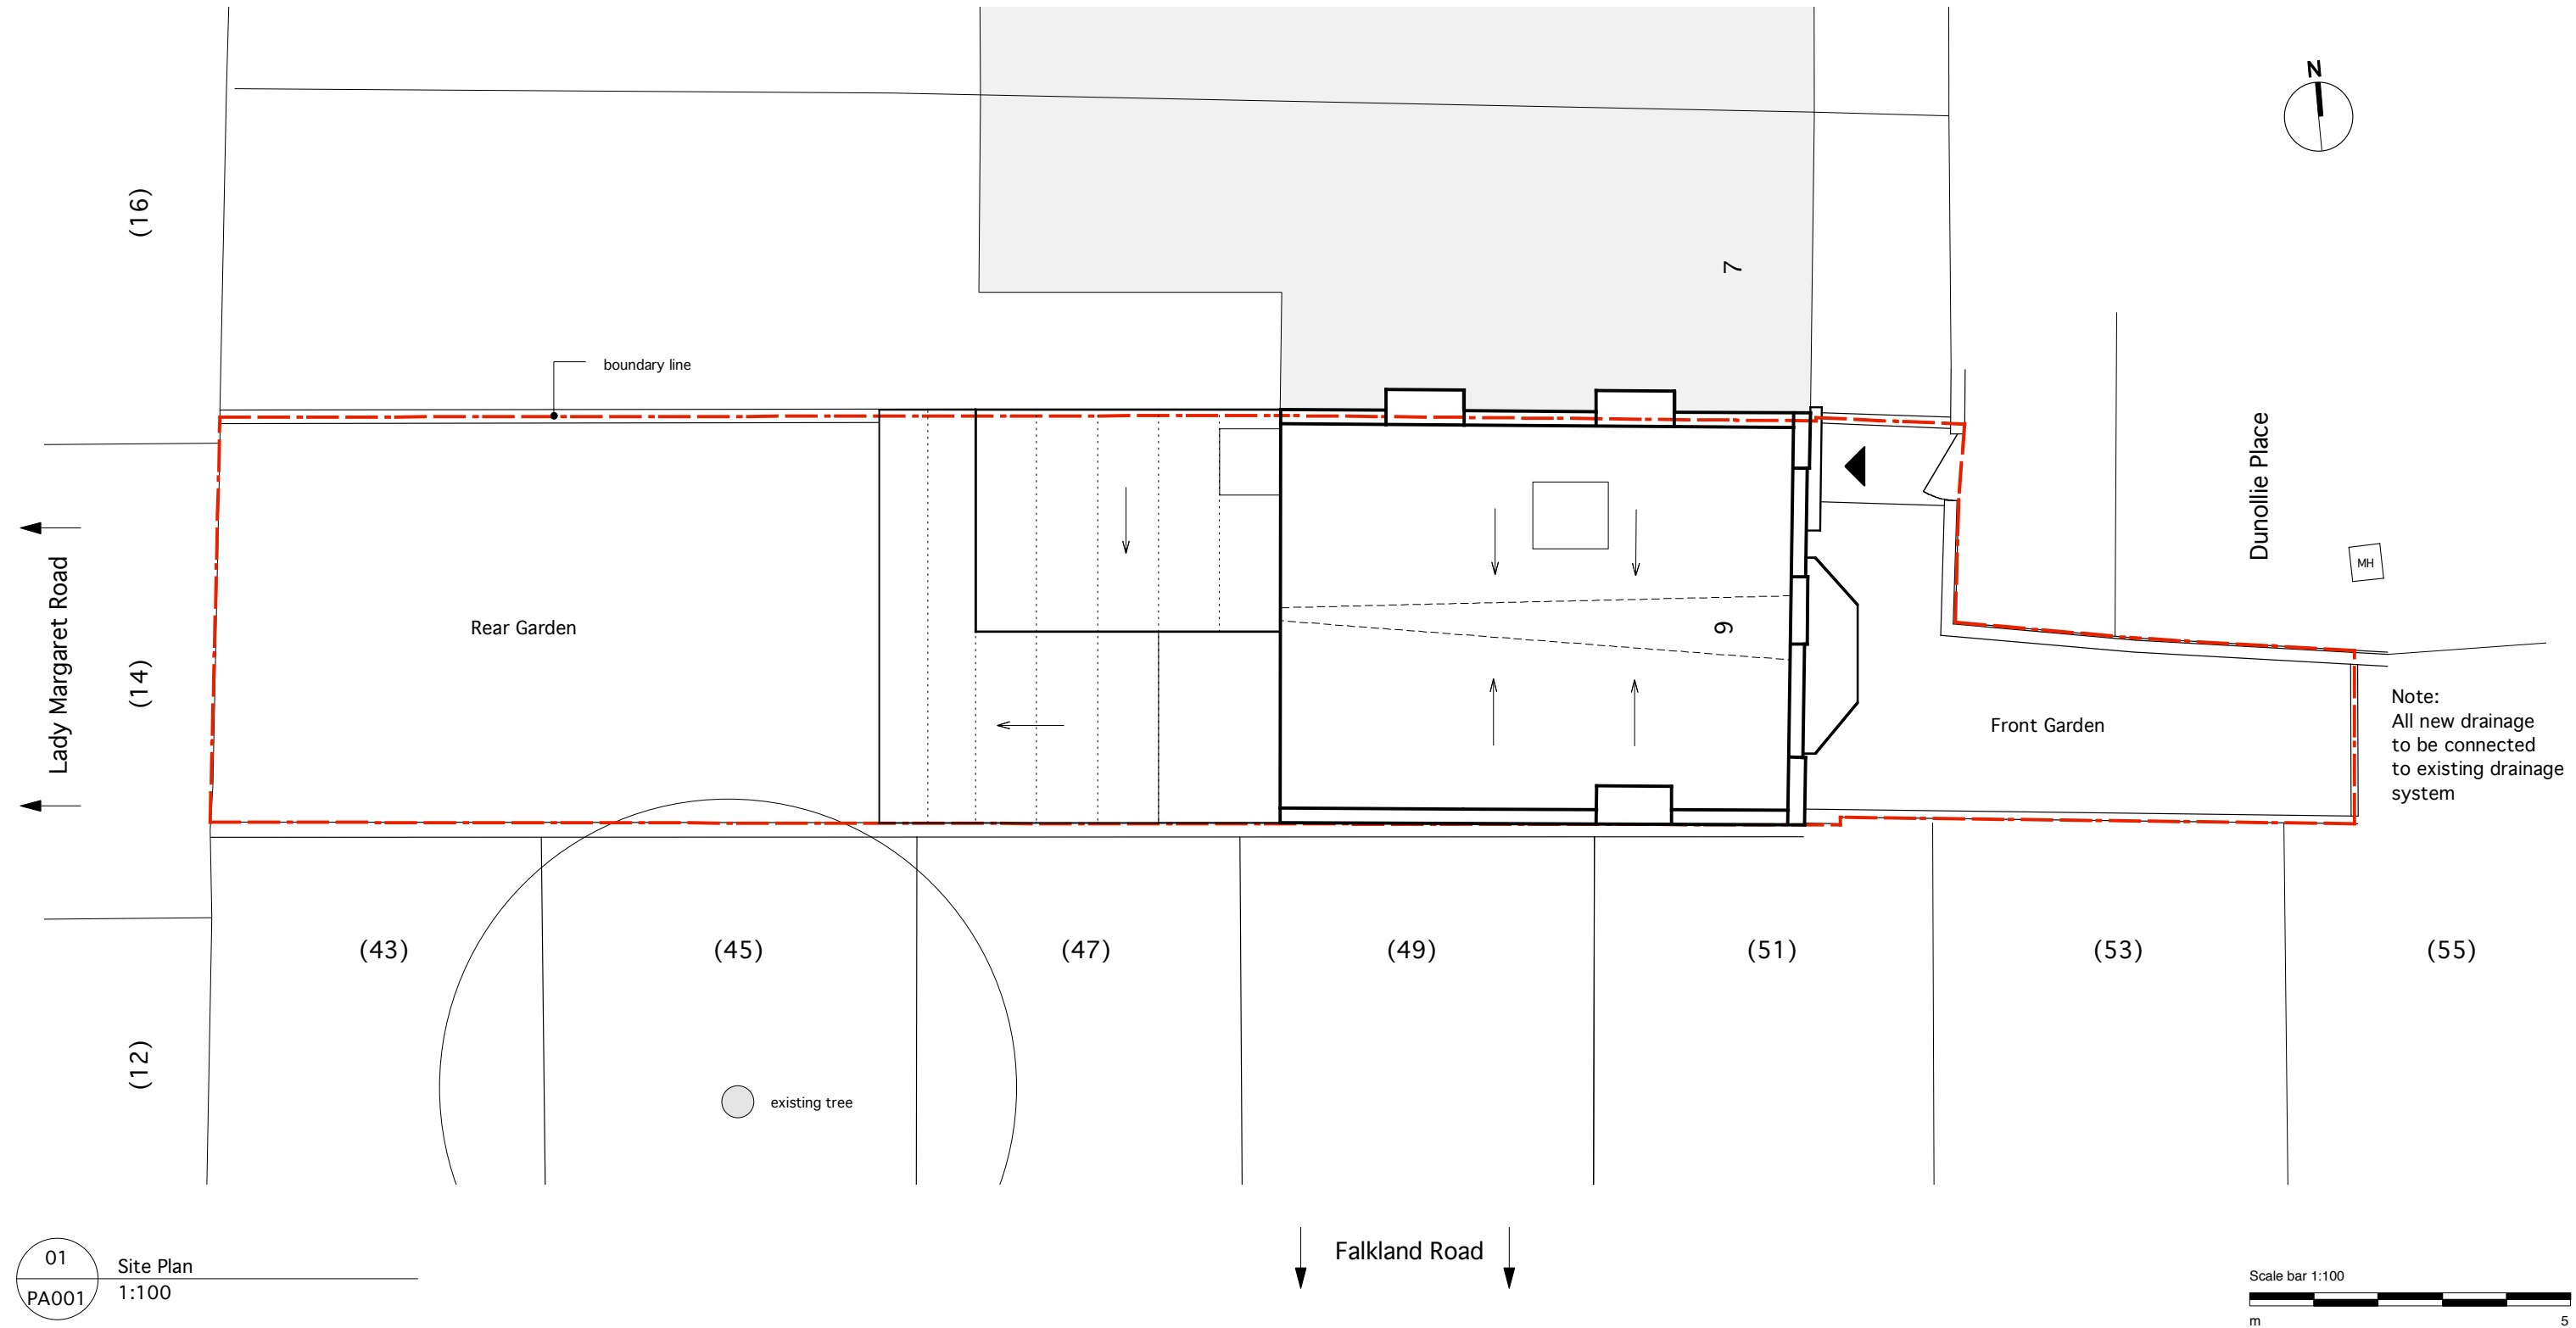 N
(16)
7
boundary line
Dunollie Place
MH
Lady Margaret Road
(14)
Rear Garden
9
Front Garden
Note:
All new drainage
to be connected
to existing drainage
system
(43)
(45)
(47)
(49)
(51)
(53)
(55)
(12)
existing tree
Falkland Road
01
PA001
Site Plan
1:100
Scale bar 1:100
m
5